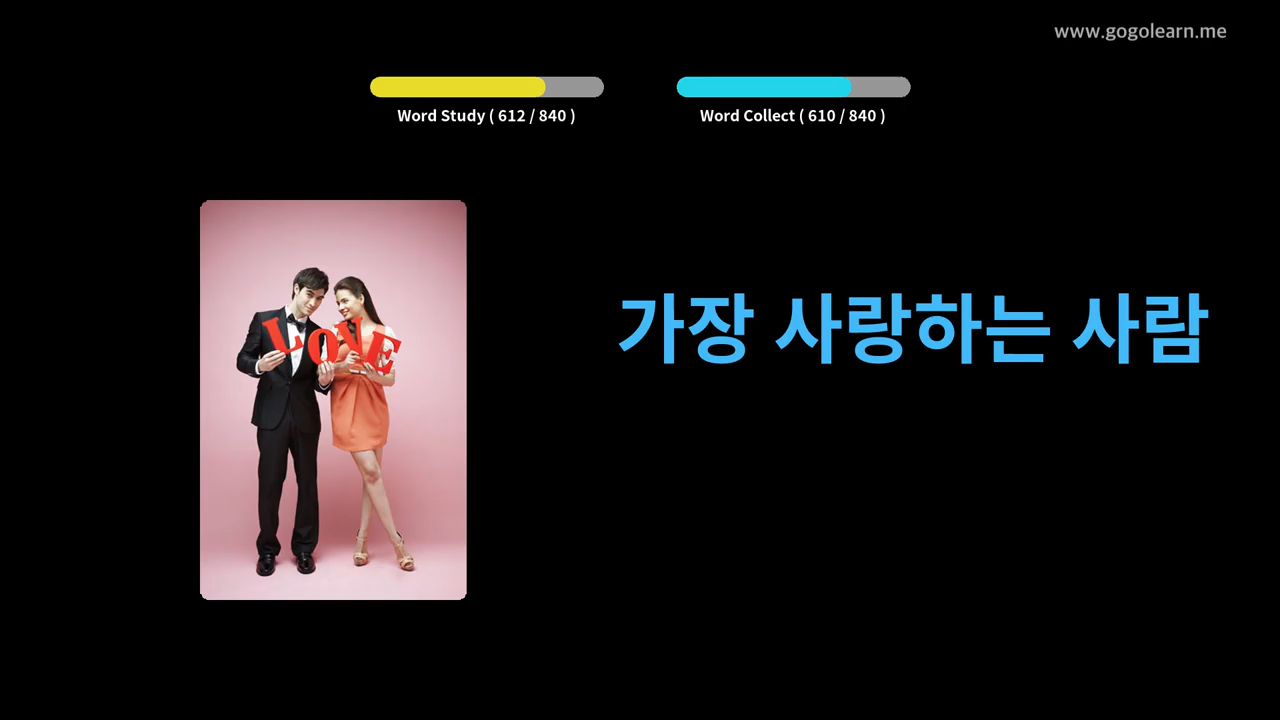 www.gogolearn.me
Word Study ( 612 / 840 )
Word Collect ( 610 / 840 )
LOVE
가장 사랑하는 사람